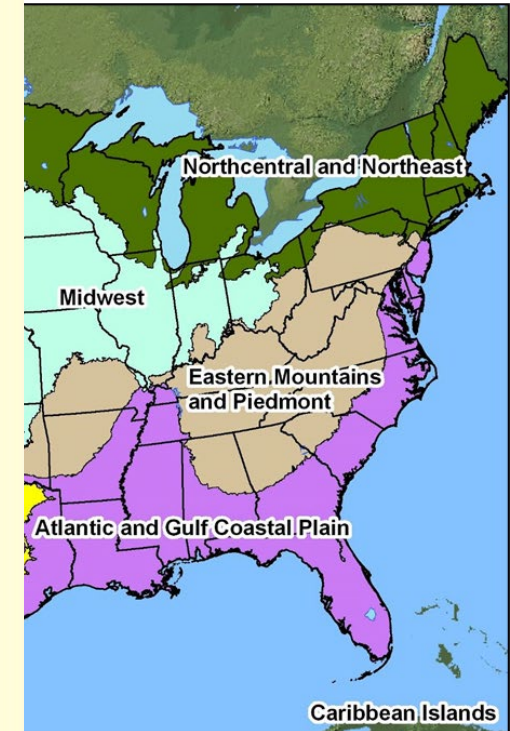 Northcentral and Northeast
Midwest
Eastern Mountains
and Piedmont
Atlantic and Gulf Coastal Plain
Caribbean Islands